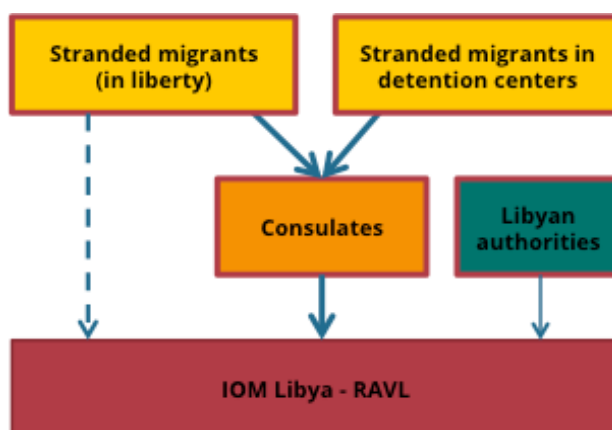 Stranded migrants
(in liberty)
Stranded migrants in
detention centers
Consulates
Libyan
authorities
IOM Libya - RAVL